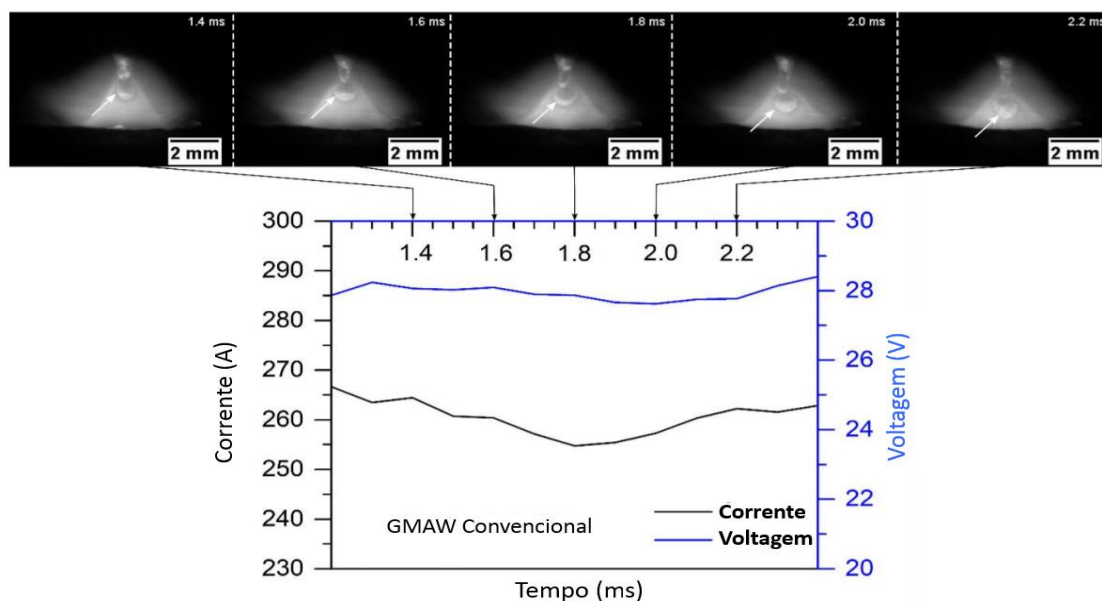 1.4 ms 1.6 ms 1.8 ms 2.0 ms 2.2 ms
2 mm 2 mm 2 mm 2 mm 2 mm
300 30
1.4 1.6 1.8 2.0 2.2
290
28
280
270 26
Corrente (A) Voltagem (V)
260 24
250
22
240
GMAW Convencional
Corrente
Voltagem
230 20
Tempo (ms)